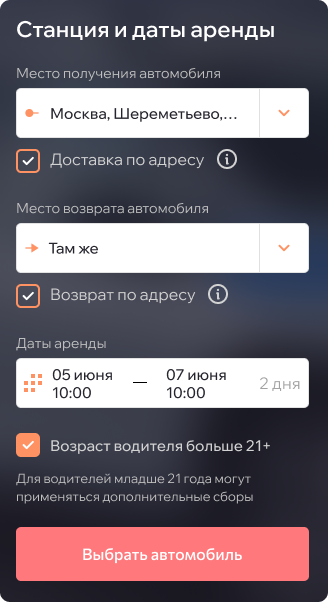 Станция и даты аренды
Место получения автомобиля
Москва, Шереметьево,...
Доставка по адресу
Место возврата автомобиля
Там же
Возврат по адресу
Даты аренды
05 июня — 07 июня
10:00 10:00
2 дня
Возраст водителя больше 21+
Для водителей младше 21 года могут
применяться дополнительные сборы
Выбрать автомобиль